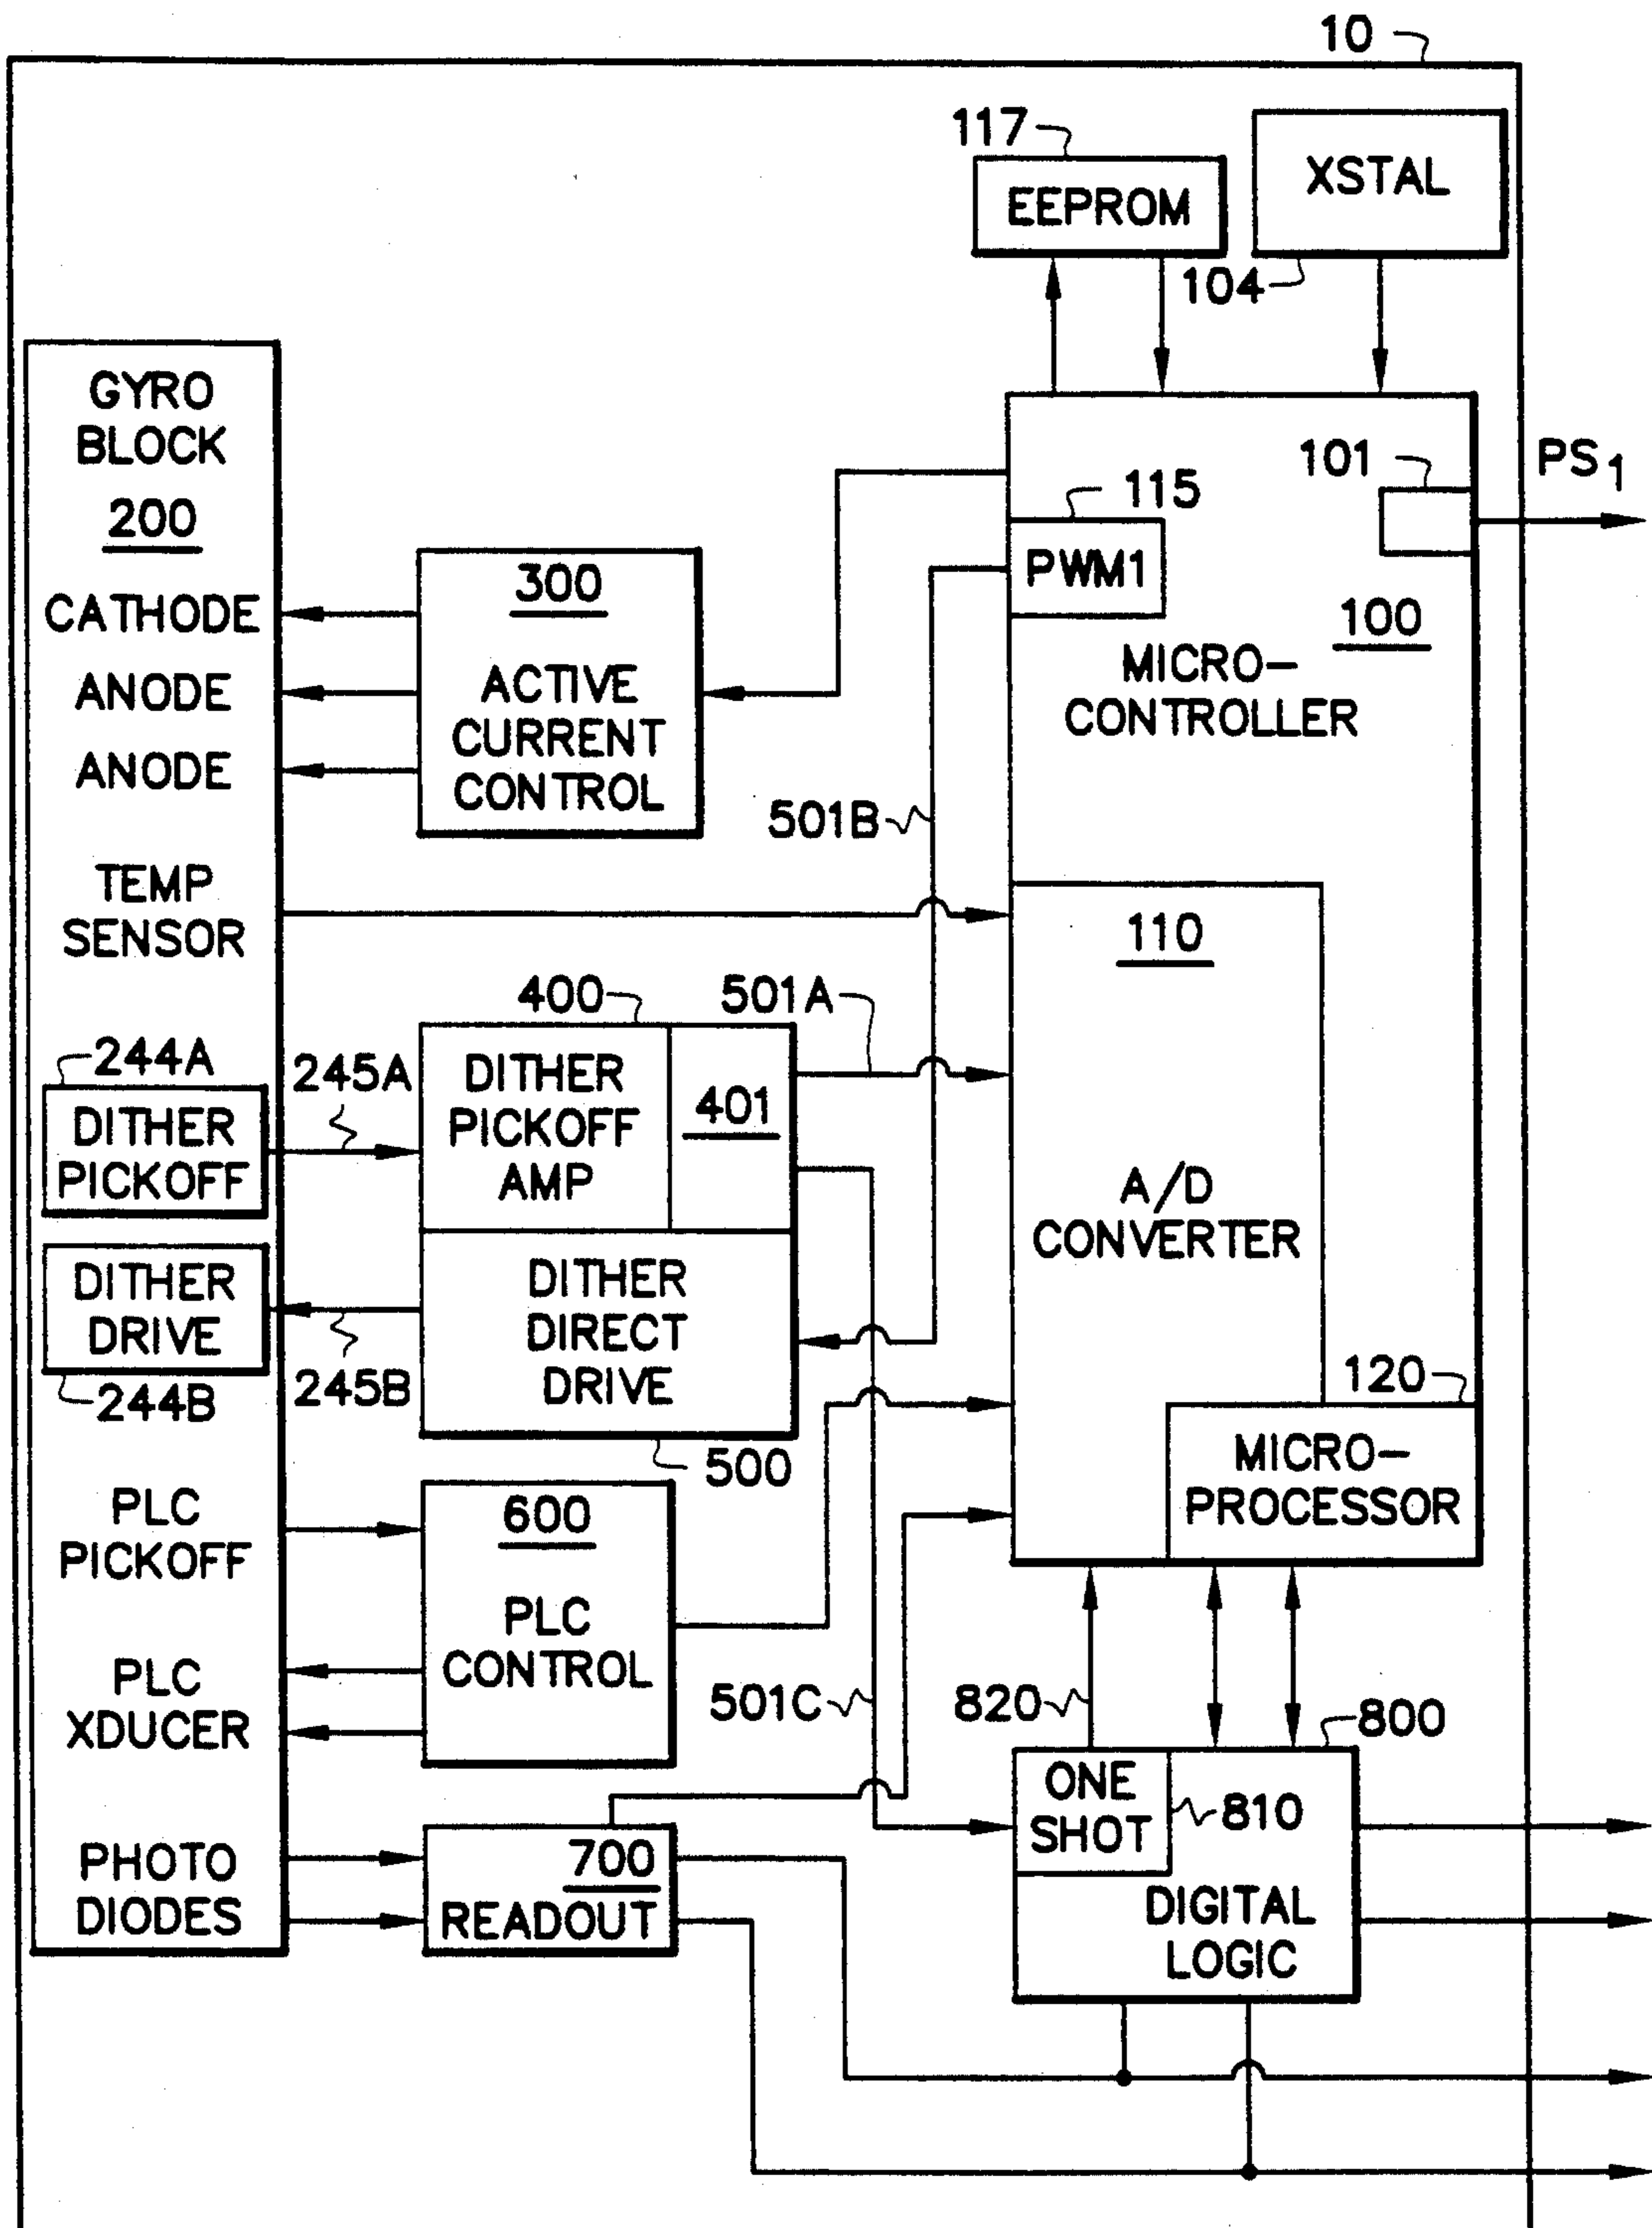 10
117
EEPROM
XSTAL
104
GYRO
BLOCK
200
CATHODE
ANODE
ANODE
TEMP
SENSOR
244A
DITHER
PICKOFF
245A
DITHER
DRIVE
244B
245B
PLC
PICKOFF
PLC
XDUCER
PHOTO
DIODES
300
ACTIVE
CURRENT
CONTROL
400
DITHER
PICKOFF
AMP
401
501A
501B
DITHER
DIRECT
DRIVE
500
600
PLC
CONTROL
501C
700
READOUT
101
PS1
115
PWM1
100
MICRO-
CONTROLLER
110
A/D
CONVERTER
120
MICRO-
PROCESSOR
820
800
ONE
SHOT
810
DIGITAL
LOGIC